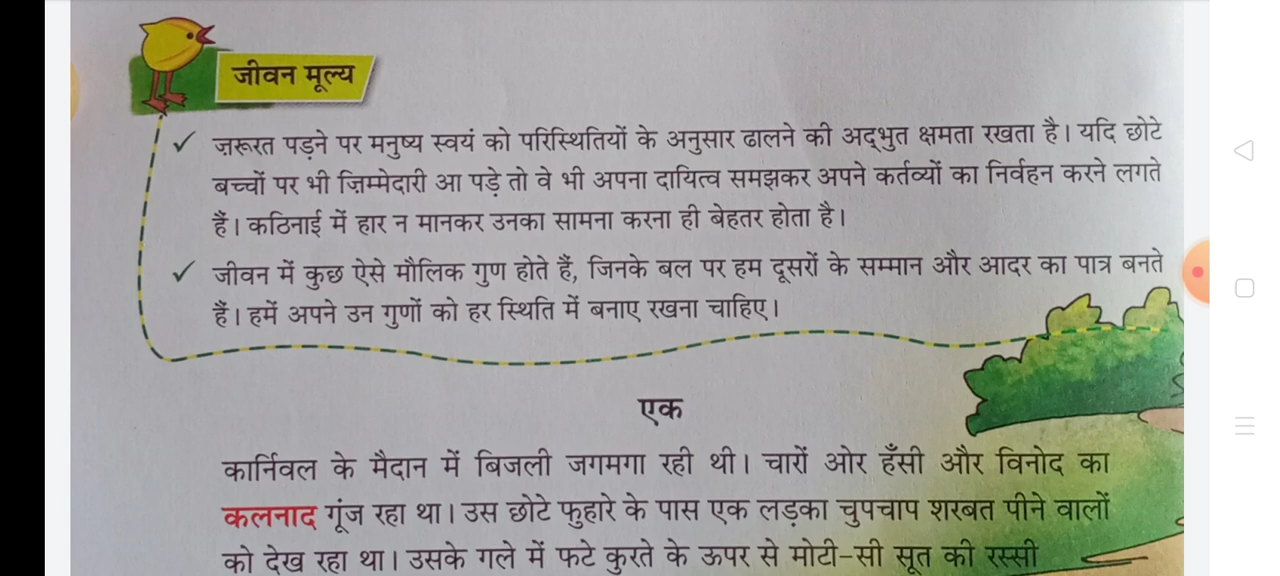 जीवन मूल्य
✓ ज़रूरत पड़ने पर मनुष्य स्वयं को परिस्थितियों के अनुसार ढालने की अद्भुत क्षमता रखता है। यदि छोटे
बच्चों पर भी ज़िम्मेदारी आ पड़े तो वे भी अपना दायित्व समझकर अपने कर्तव्यों का निर्वहन करने लगते
हैं। कठिनाई में हार न मानकर उनका सामना करना ही बेहतर होता है।
✓ जीवन में कुछ ऐसे मौलिक गुण होते हैं, जिनके बल पर हम दूसरों के सम्मान और आदर का पात्र बनते
हैं। हमें अपने उन गुणों को हर स्थिति में बनाए रखना चाहिए।
एक
कार्निवल के मैदान में बिजली जगमगा रही थी। चारों ओर हँसी और विनोद का
कलनाद गूंज रहा था। उस छोटे फुहारे के पास एक लड़का चुपचाप शरबत पीने वालों
को देख रहा था। उसके गले में फटे कुरते के ऊपर से मोटी-सी सूत की रस्सी